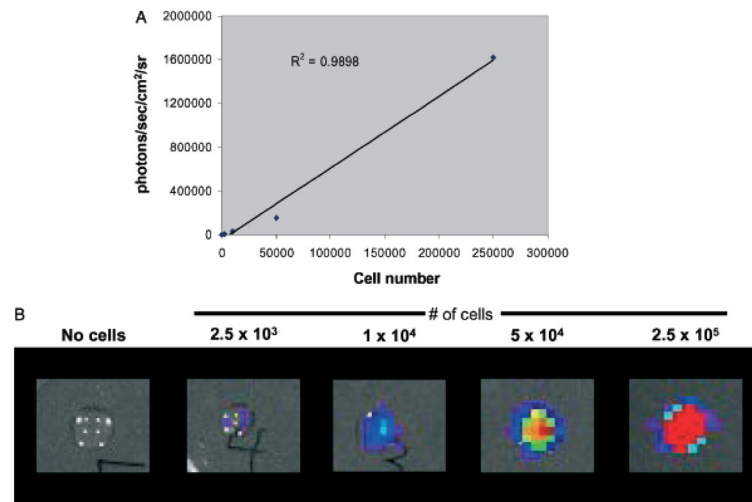 A
2000000
1600000
1200000
800000
400000
0
photons/sec/cm²/sr
R² = 0.9898
0 50000 100000 150000 200000 250000 300000
Cell number
B
# of cells
No cells 2.5 x 10³ 1 x 10⁴ 5 x 10⁴ 2.5 x 10⁵